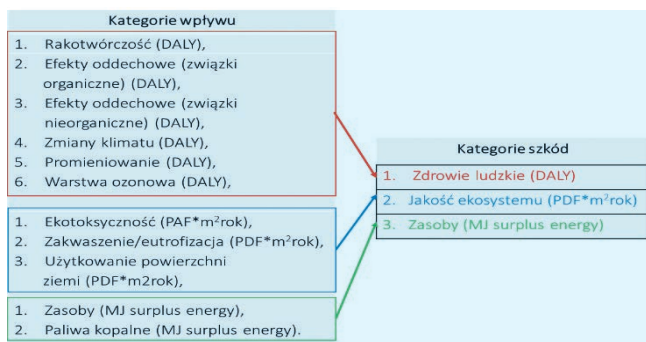 Kategorie wpływu
1. Rakotwórczość (DALY),
2. Efekty oddechowe (związki
organiczne) (DALY),
3. Efekty oddechowe (związki
nieorganiczne) (DALY),
4. Zmiany klimatu (DALY),
5. Promieniowanie (DALY),
6. Warstwa ozonowa (DALY),
1. Ekotoksyczność (PAF*m²rok),
2. Zakwaszenie/eutrofizacja (PDF*m²rok),
3. Użytkowanie powierzchni
ziemi (PDF*m2rok),
1. Zasoby (MJ surplus energy),
2. Paliwa kopalne (MJ surplus energy).
Kategorie szkód
1. Zdrowie ludzkie (DALY)
2. Jakość ekosystemu (PDF*m²rok)
3. Zasoby (MJ surplus energy)